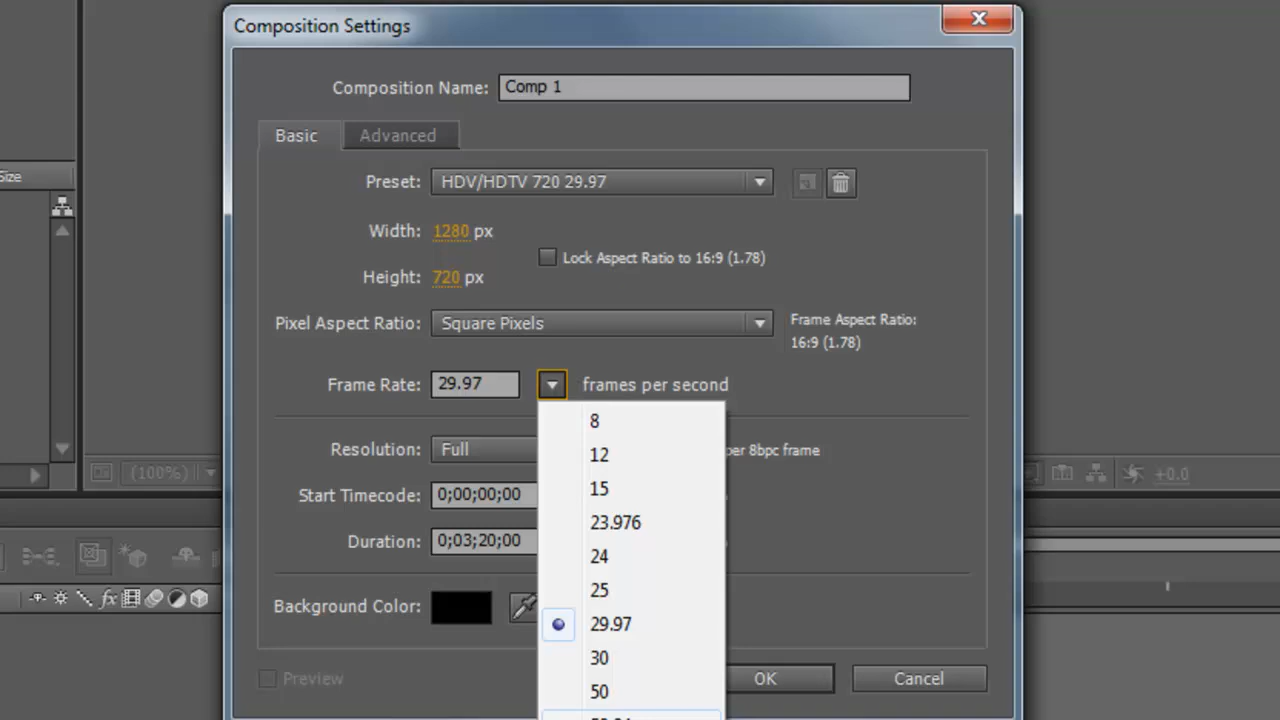 Composition Settings
Composition Name: Comp 1
Basic Advanced
Size
Preset: HDV/HDTV 720 29.97
Width: 1280 px
Lock Aspect Ratio to 16:9 (1.78)
Height: 720 px
Pixel Aspect Ratio: Square Pixels
Frame Aspect Ratio:
16:9 (1.78)
Frame Rate: 29.97 frames per second
8
12
15
23.976
24
25
29.97
30
50
Resolution: Full per 8bpc frame
(100%) +0.0
Start Timecode: 0;00;00;00
Duration: 0;03;20;00
fx
Background Color:
Preview OK Cancel